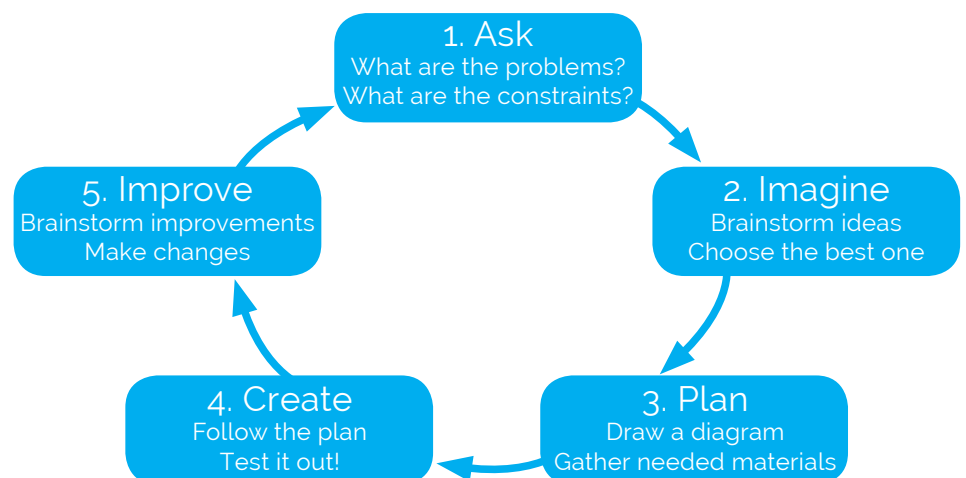 1. Ask
What are the problems?
What are the constraints?
2. Imagine
Brainstorm ideas
Choose the best one
3. Plan
Draw a diagram
Gather needed materials
4. Create
Follow the plan
Test it out!
5. Improve
Brainstorm improvements
Make changes